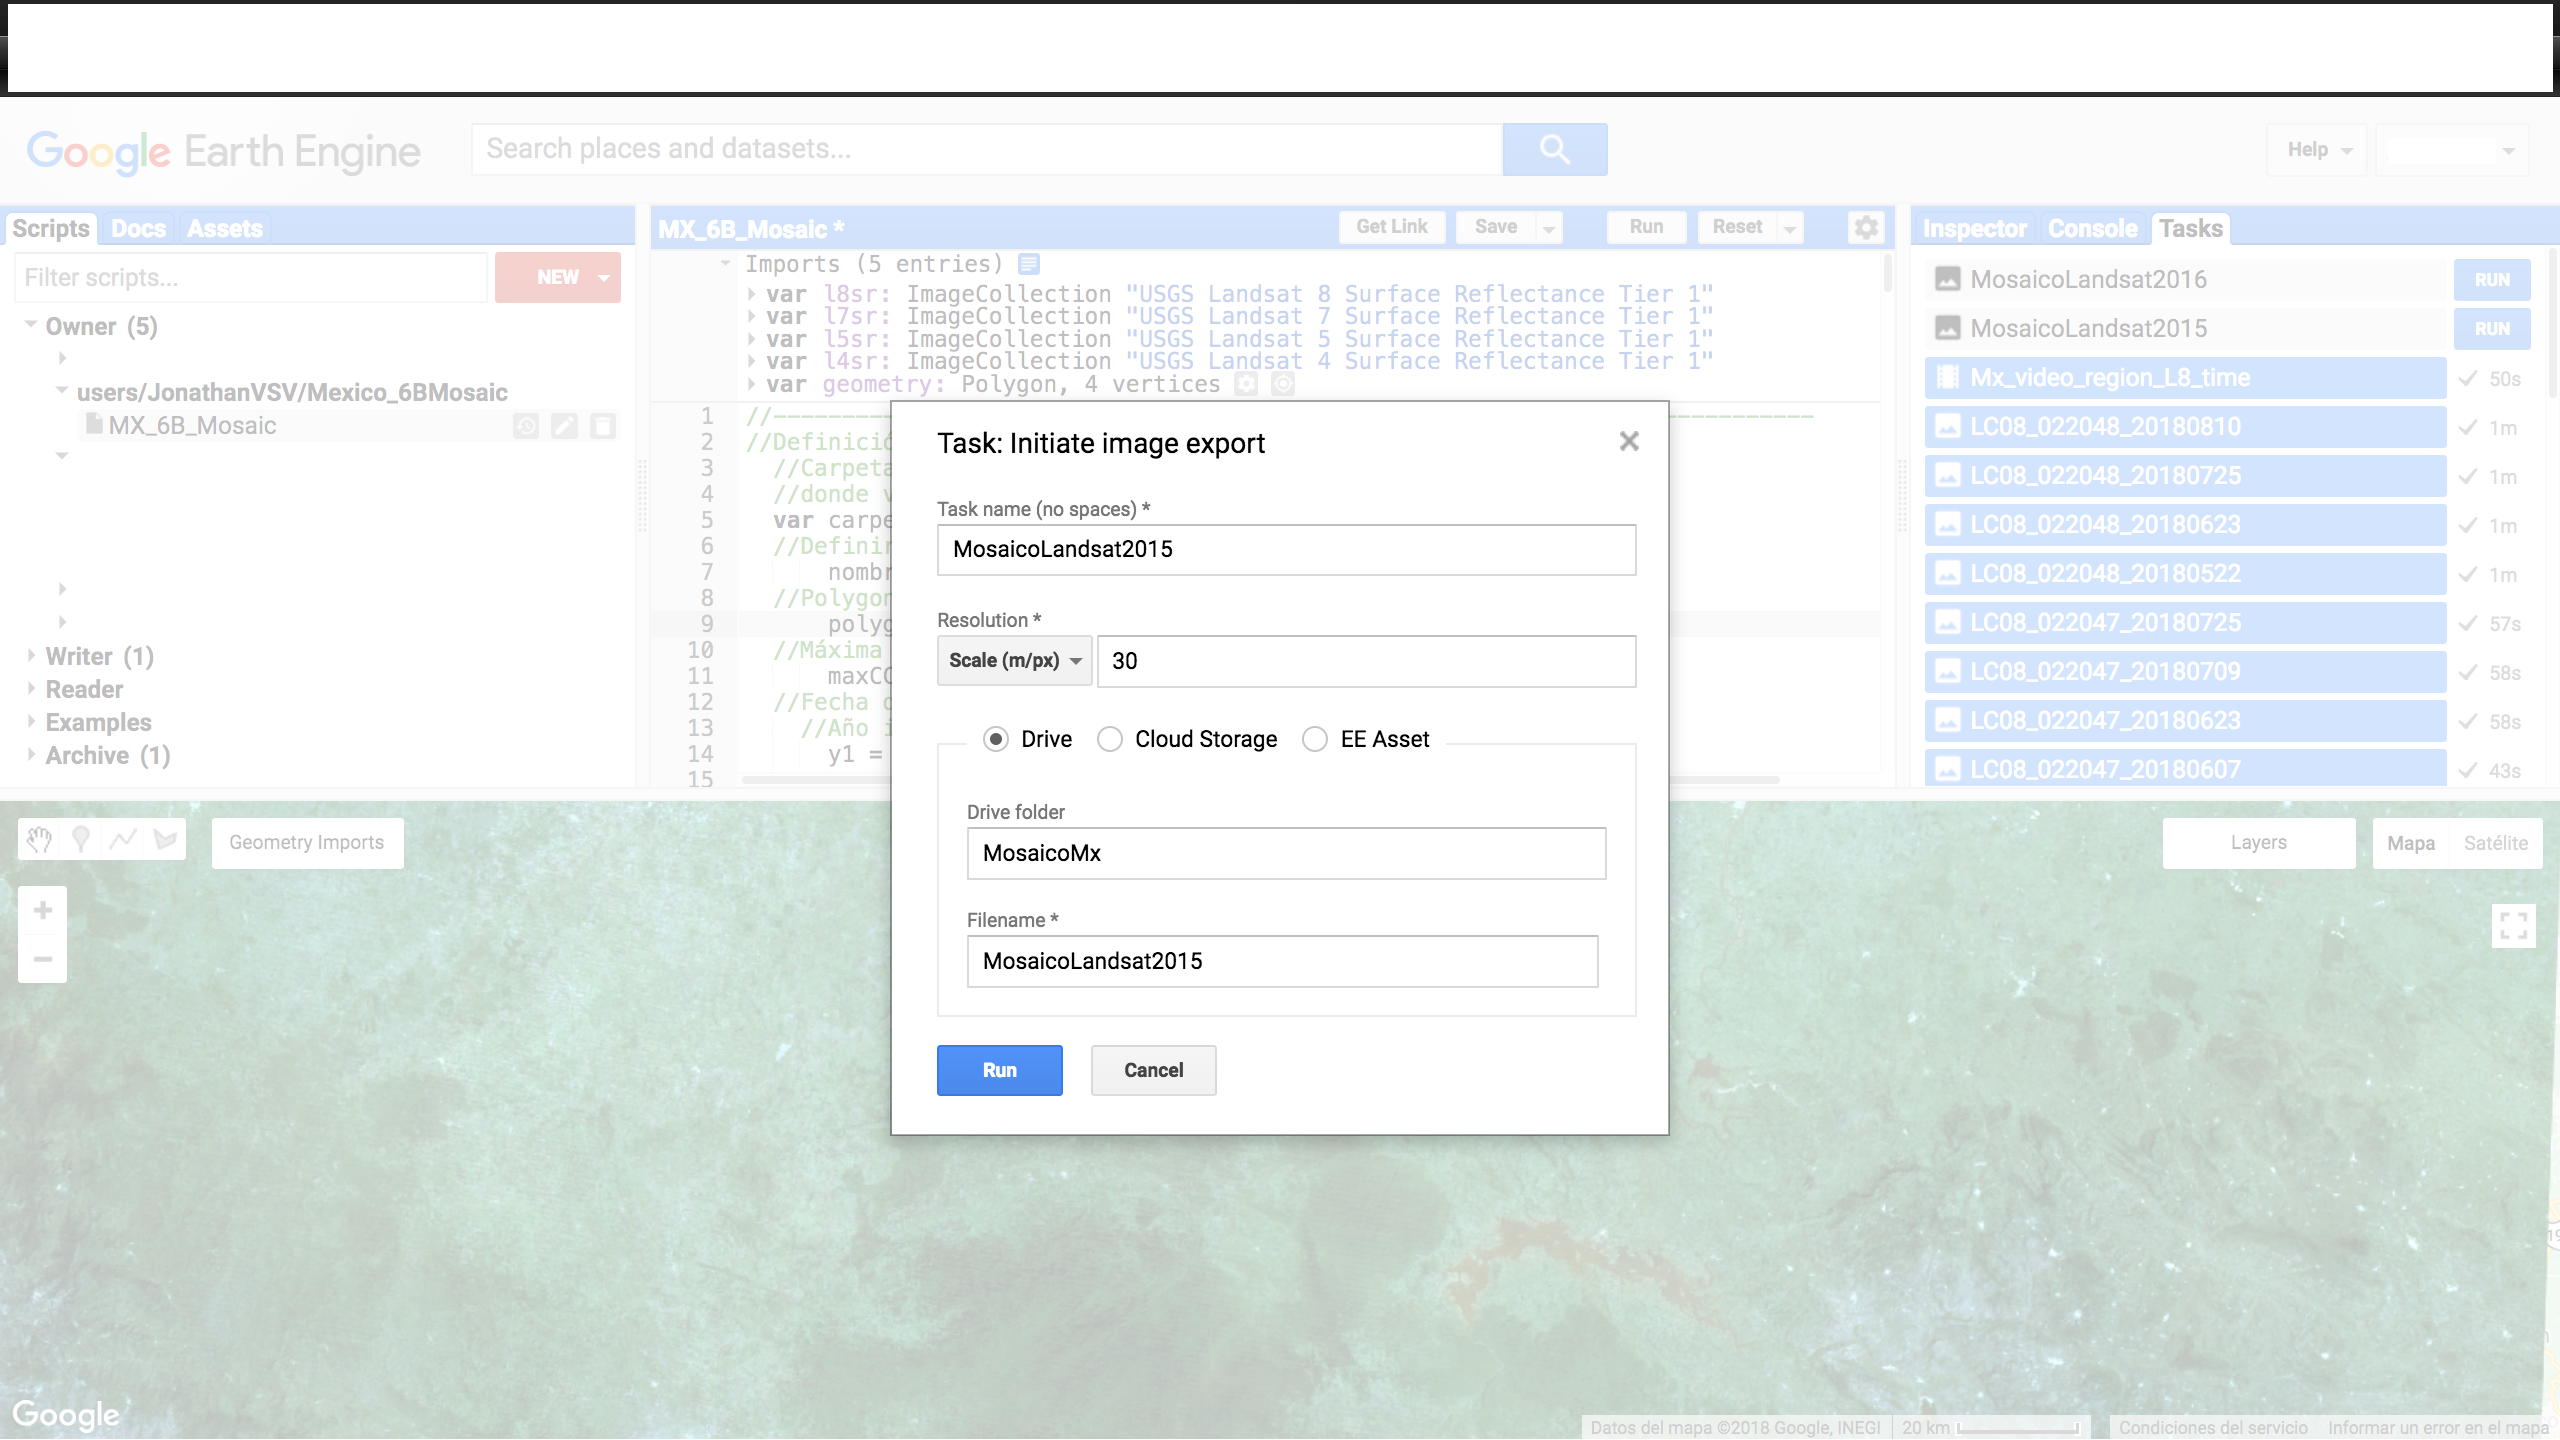 Google Earth Engine
Search places and datasets...
Help
Scripts Docs Assets
Filter scripts...
NEW
Owner (5)
users/JonathanVSV/Mexico_6BMosaic
MX_6B_Mosaic
Writer (1)
Reader
Examples
Archive (1)
MX_6B_Mosaic *
Get Link Save Run Reset
Imports (5 entries)
var l8sr: ImageCollection "USGS Landsat 8 Surface Reflectance Tier 1"
var l7sr: ImageCollection "USGS Landsat 7 Surface Reflectance Tier 1"
var l5sr: ImageCollection "USGS Landsat 5 Surface Reflectance Tier 1"
var l4sr: ImageCollection "USGS Landsat 4 Surface Reflectance Tier 1"
var geometry: Polygon, 4 vertices
1 //
2 //Definició
3 //Carpeta
4 //donde v
5 var carpe
6 //Definir
7 nombr
8 //Polygon
9 polyg
10 //Máxima
11 maxCC
12 //Fecha d
13 //Año i
14 y1 =
15
Inspector Console Tasks
MosaicoLandsat2016 RUN
MosaicoLandsat2015 RUN
Mx_video_region_L8_time 50s
LC08_022048_20180810 1m
LC08_022048_20180725 1m
LC08_022048_20180623 1m
LC08_022048_20180522 1m
LC08_022047_20180725 57s
LC08_022047_20180709 58s
LC08_022047_20180623 58s
LC08_022047_20180607 43s
Task: Initiate image export
Task name (no spaces) *
MosaicoLandsat2015
Resolution *
Scale (m/px) 30
Drive Cloud Storage EE Asset
Drive folder
MosaicoMx
Filename *
MosaicoLandsat2015
Run Cancel
Geometry Imports
Layers
Mapa Satélite
Google
Datos del mapa ©2018 Google, INEGI 20 km Condiciones del servicio Informar un error en el mapa